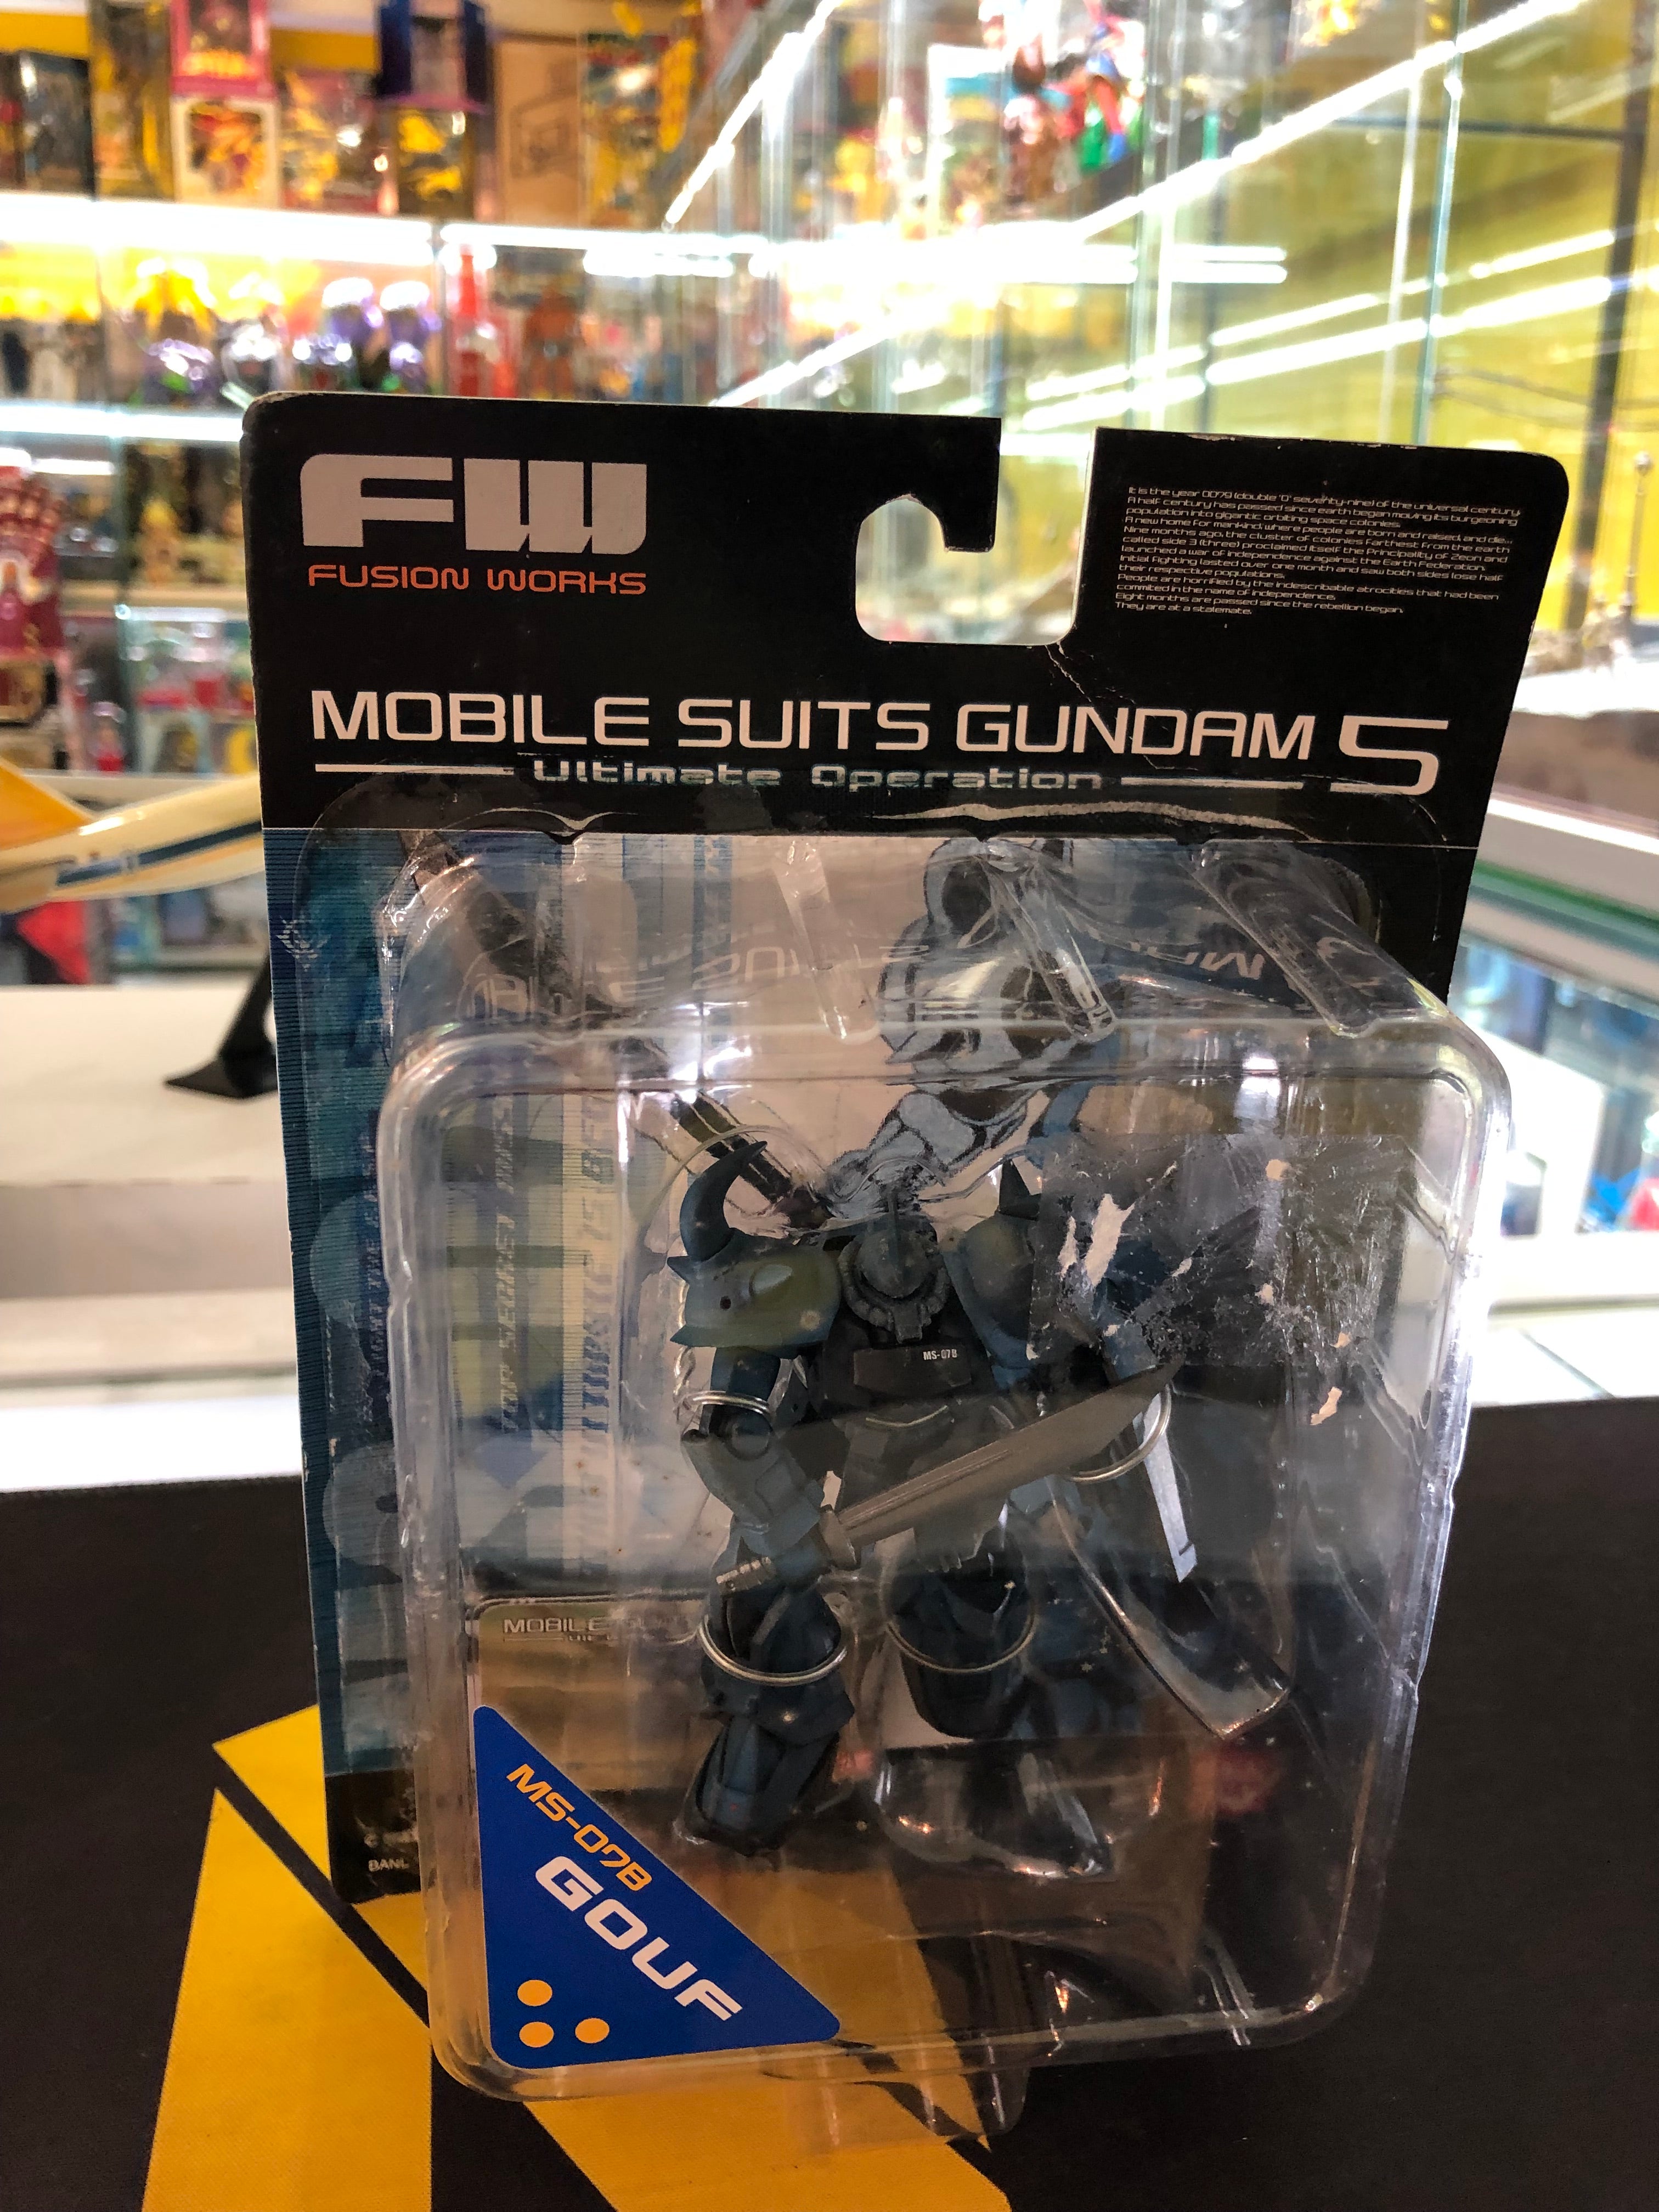 FW
FUSION WORKS
It is the year 0079 (double "0" seventy-nine) of the universal century.
A half century has passed since earth began moving its burgeoning
population into gigantic orbiting space colonies.
A new home for mankind, where people are born and raised, and die...
Nine months ago, the cluster of colonies farthest from the earth
called side 3 (three) proclaimed itself the Principality of Zeon and
launched a war of independence against the Earth Federation.
Initial fighting lasted over one month and saw both sides lose half
their respective populations.
People are horrified by the indescribable atrocities that had been
commited in the name of independence.
Eight months are passed since the rebellion began.
They are at a stalemate.
MOBILE SUITS GUNDAM 5
Ultimate Operation
TOP SECRET
MS-07B
MOBILE
MS-07B
GOUF